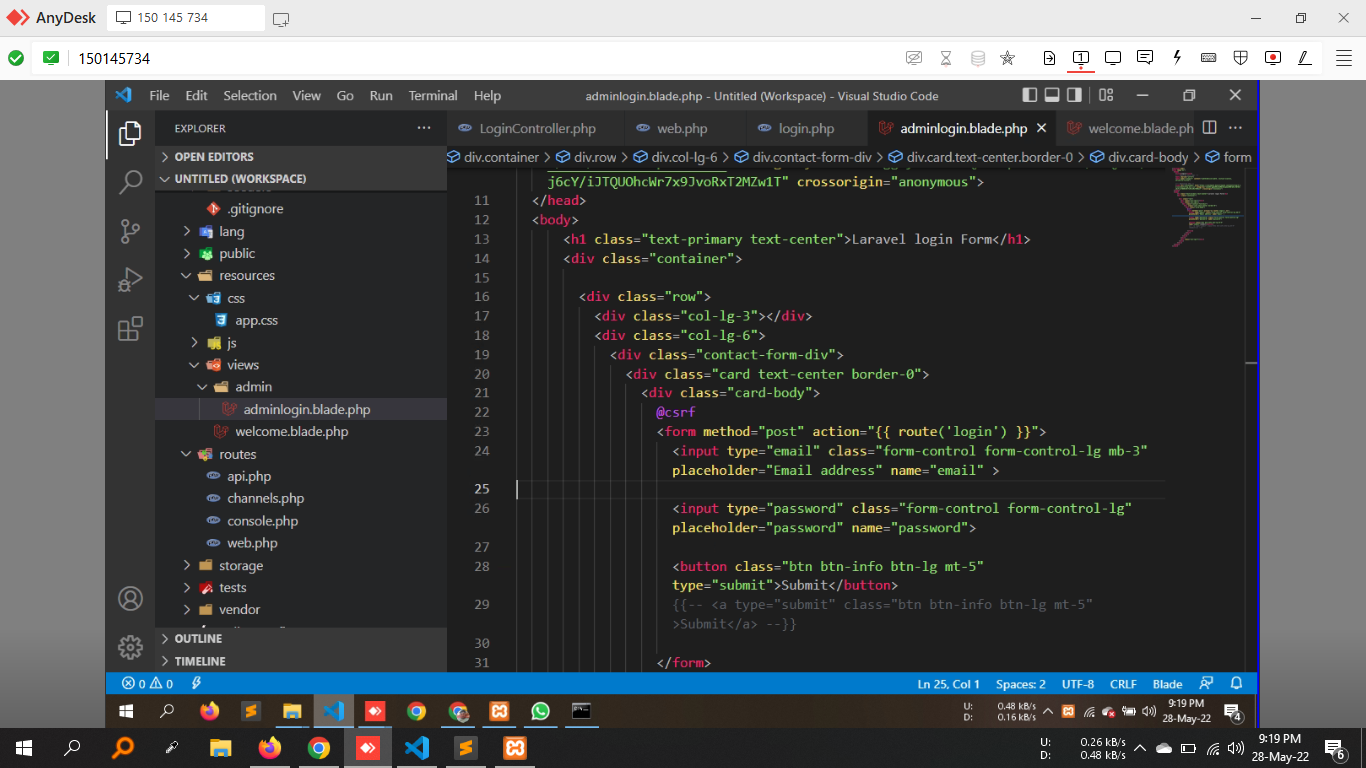 AnyDesk
150 145 734
150145734
File Edit Selection View Go Run Terminal Help
adminlogin.blade.php - Untitled (Workspace) - Visual Studio Code
EXPLORER
LoginController.php
web.php
login.php
adminlogin.blade.php
welcome.blade.ph
OPEN EDITORS
UNTITLED (WORKSPACE)
.gitignore
lang
public
resources
css
app.css
js
views
admin
adminlogin.blade.php
welcome.blade.php
routes
api.php
channels.php
console.php
web.php
storage
tests
vendor
OUTLINE
TIMELINE
div.container > div.row > div.col-lg-6 > div.contact-form-div > div.card.text-center.border-0 > div.card-body > form
j6cY/iJTQUOhcWr7x9JvoRxT2MZw1T" crossorigin="anonymous">
11 </head>
12 <body>
13 <h1 class="text-primary text-center">Laravel login Form</h1>
14 <div class="container">
15
16 <div class="row">
17 <div class="col-lg-3"></div>
18 <div class="col-lg-6">
19 <div class="contact-form-div">
20 <div class="card text-center border-0">
21 <div class="card-body">
22 @csrf
23 <form method="post" action="{{ route('login') }}">
24 <input type="email" class="form-control form-control-lg mb-3"
placeholder="Email address" name="email" >
25
26 <input type="password" class="form-control form-control-lg"
placeholder="password" name="password">
27
28 <button class="btn btn-info btn-lg mt-5"
type="submit">Submit</button>
29 {{-- <a type="submit" class="btn btn-info btn-lg mt-5"
>Submit</a> --}}
30
31 </form>
0 0
Ln 25, Col 1 Spaces: 2 UTF-8 CRLF Blade
U: 0.48 kB/s
D: 0.16 kB/s
9:19 PM
28-May-22
4
U: 0.26 kB/s
D: 0.48 kB/s
9:19 PM
28-May-22
6